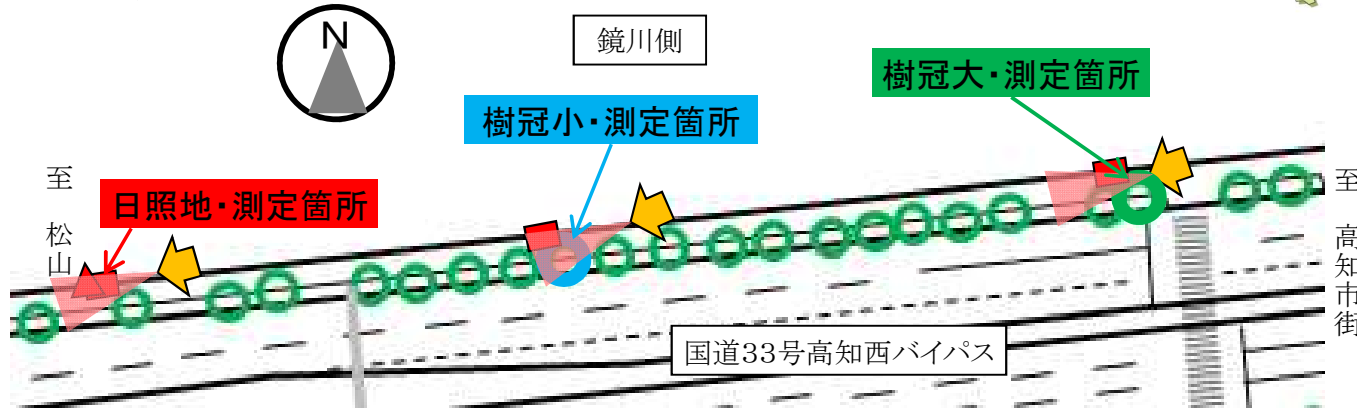 N
鏡川側
樹冠大・測定箇所
樹冠小・測定箇所
日照地・測定箇所
至 松山
至 高知市街
国道33号高知西バイパス